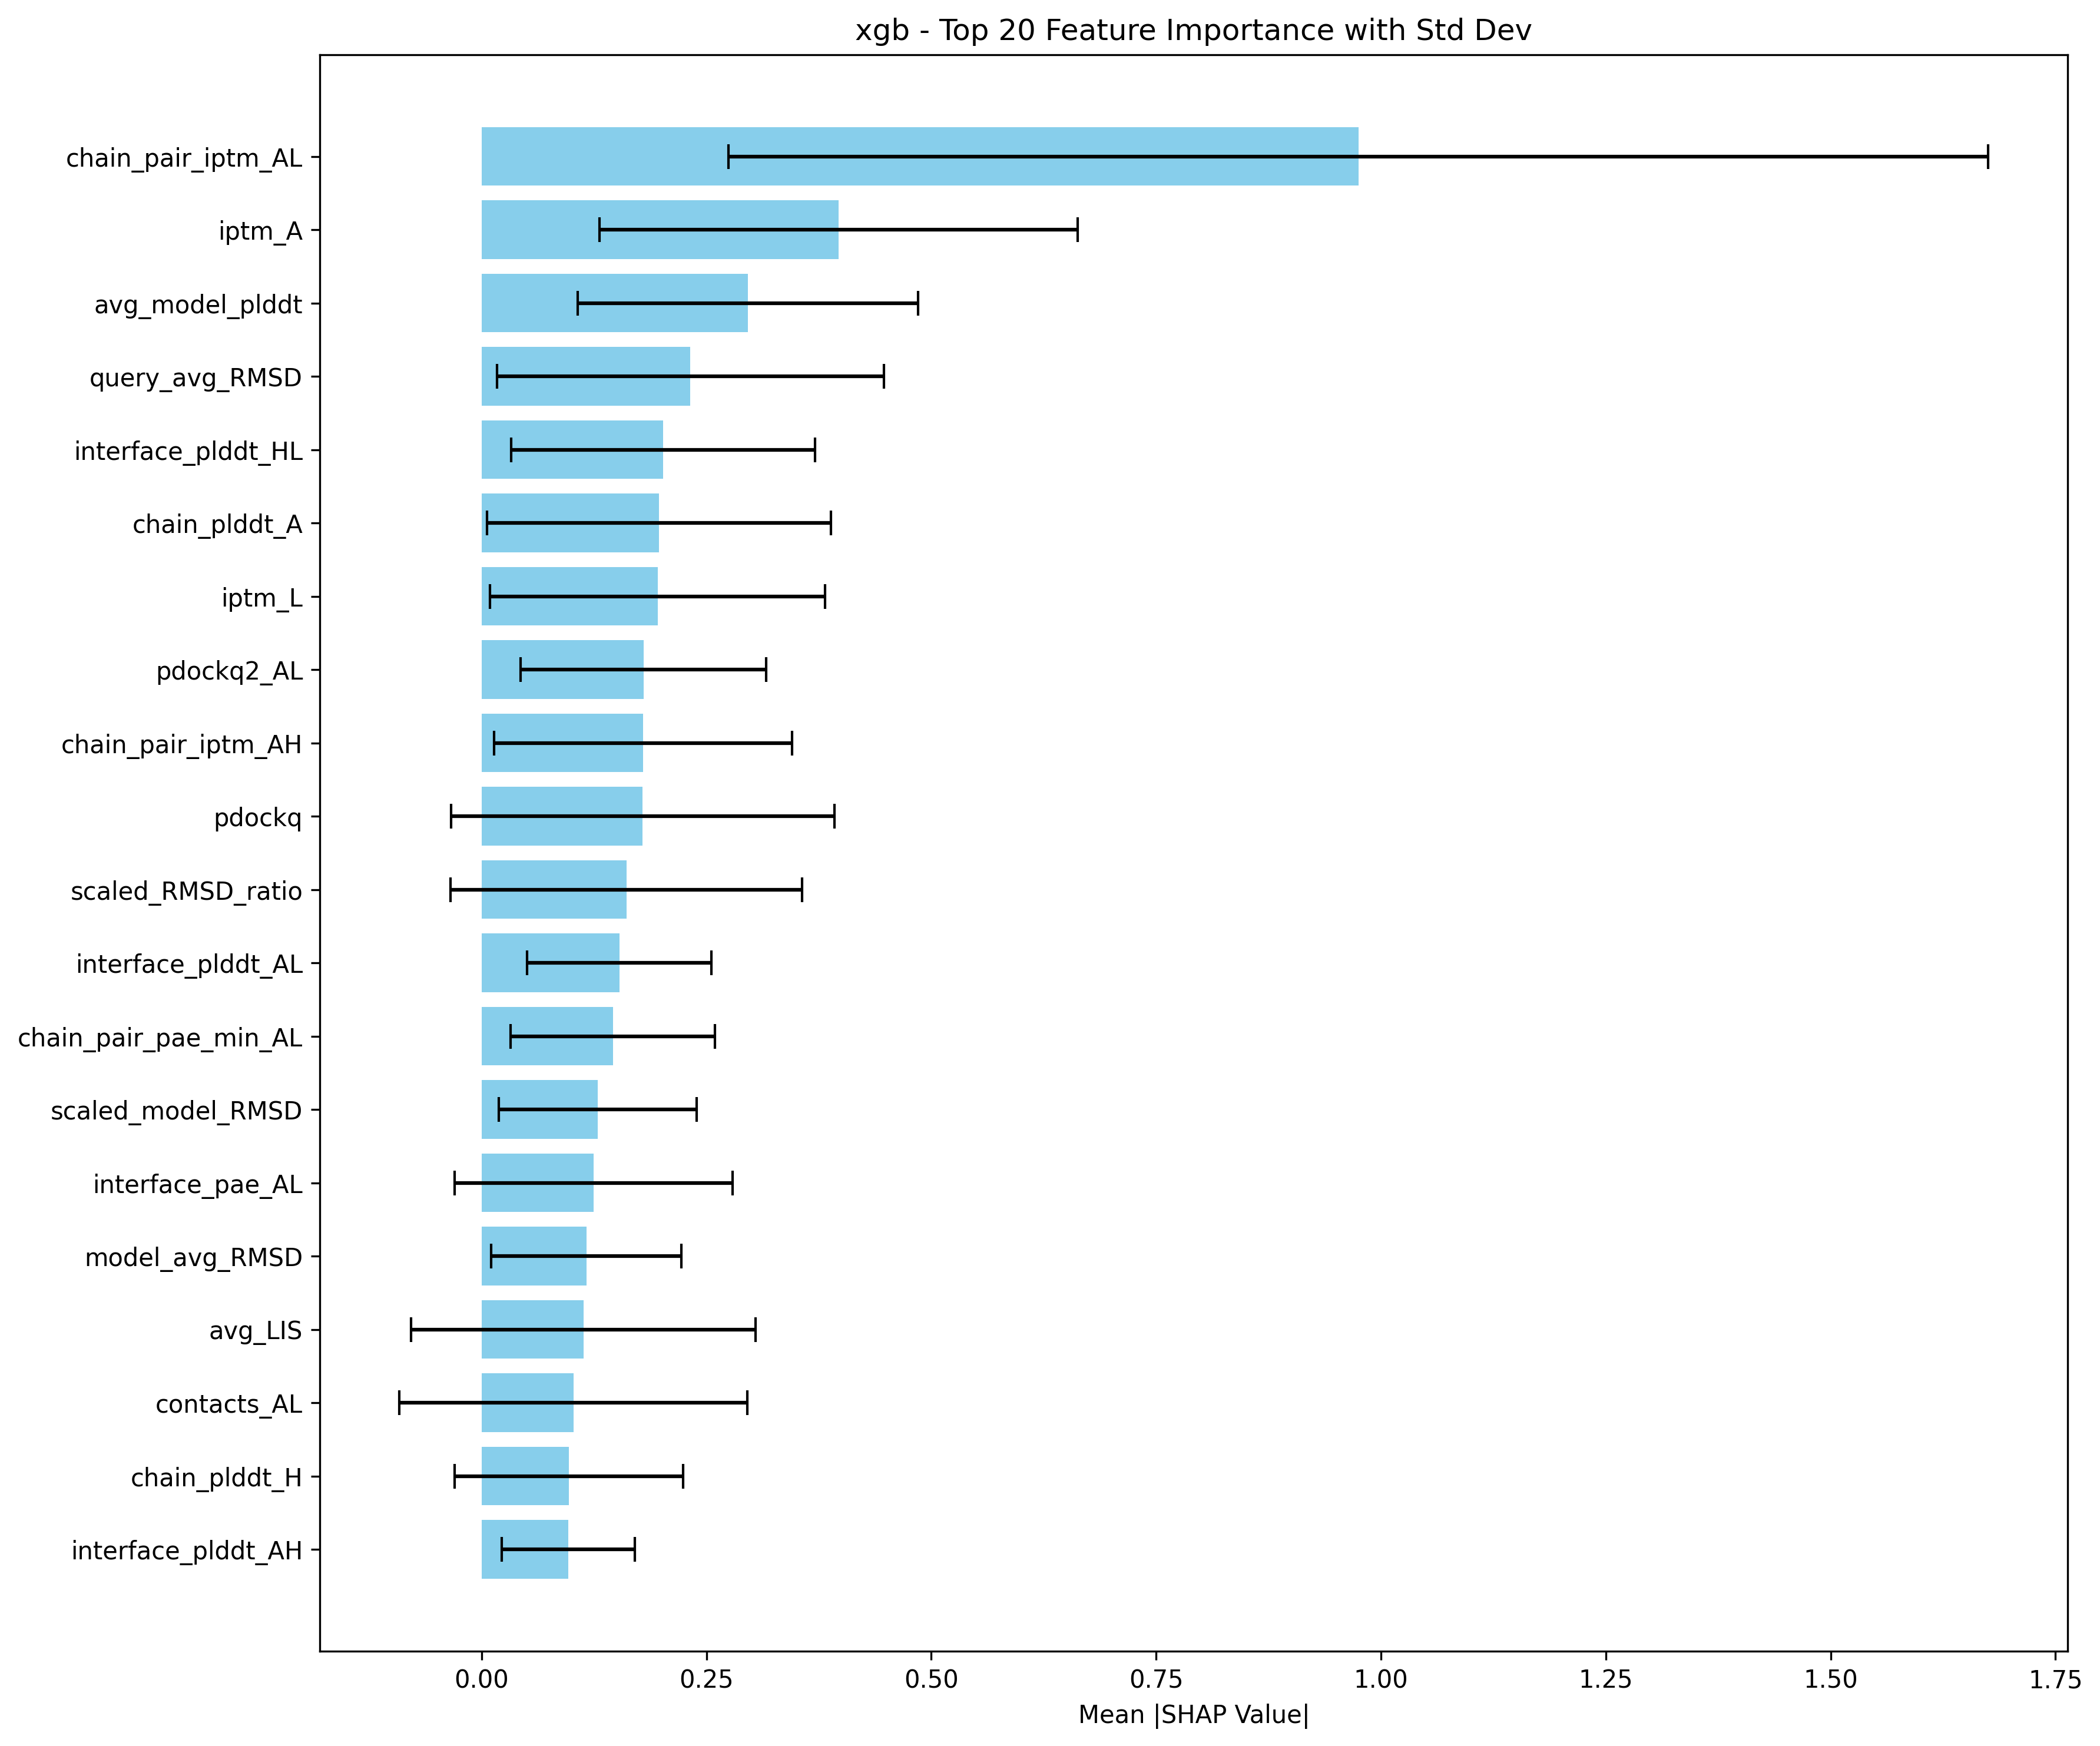 xgb - Top 20 Feature Importance with Std Dev
chain_pair_iptm_AL
iptm_A
avg_model_plddt
query_avg_RMSD
interface_plddt_HL
chain_plddt_A
iptm_L
pdockq2_AL
chain_pair_iptm_AH
pdockq
scaled_RMSD_ratio
interface_plddt_AL
chain_pair_pae_min_AL
scaled_model_RMSD
interface_pae_AL
model_avg_RMSD
avg_LIS
contacts_AL
chain_plddt_H
interface_plddt_AH
0.00 0.25 0.50 0.75 1.00 1.25 1.50 1.75
Mean |SHAP Value|